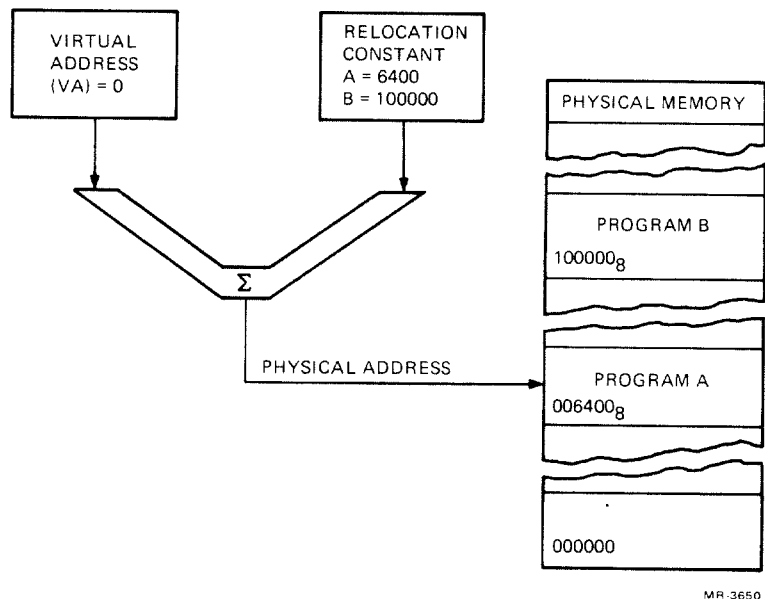 VIRTUAL
ADDRESS
(VA) = 0
RELOCATION
CONSTANT
A = 6400
B = 100000
PHYSICAL MEMORY
PROGRAM B
100000₈
Σ
PHYSICAL ADDRESS
PROGRAM A
006400₈
000000
MR-3650